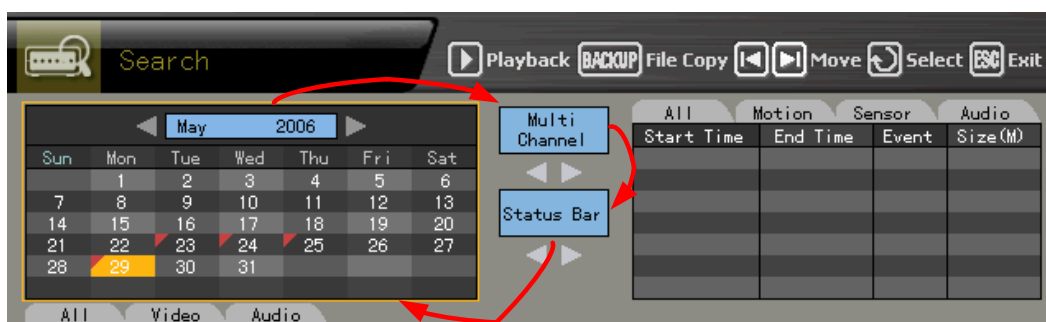 Search
Playback BACKUP File Copy Move Select ESC Exit
May 2006
Sun Mon Tue Wed Thu Fri Sat
1 2 3 4 5 6
7 8 9 10 11 12 13
14 15 16 17 18 19 20
21 22 23 24 25 26 27
28 29 30 31
All Video Audio
Multi
Channel
Status Bar
All Motion Sensor Audio
Start Time End Time Event Size(M)